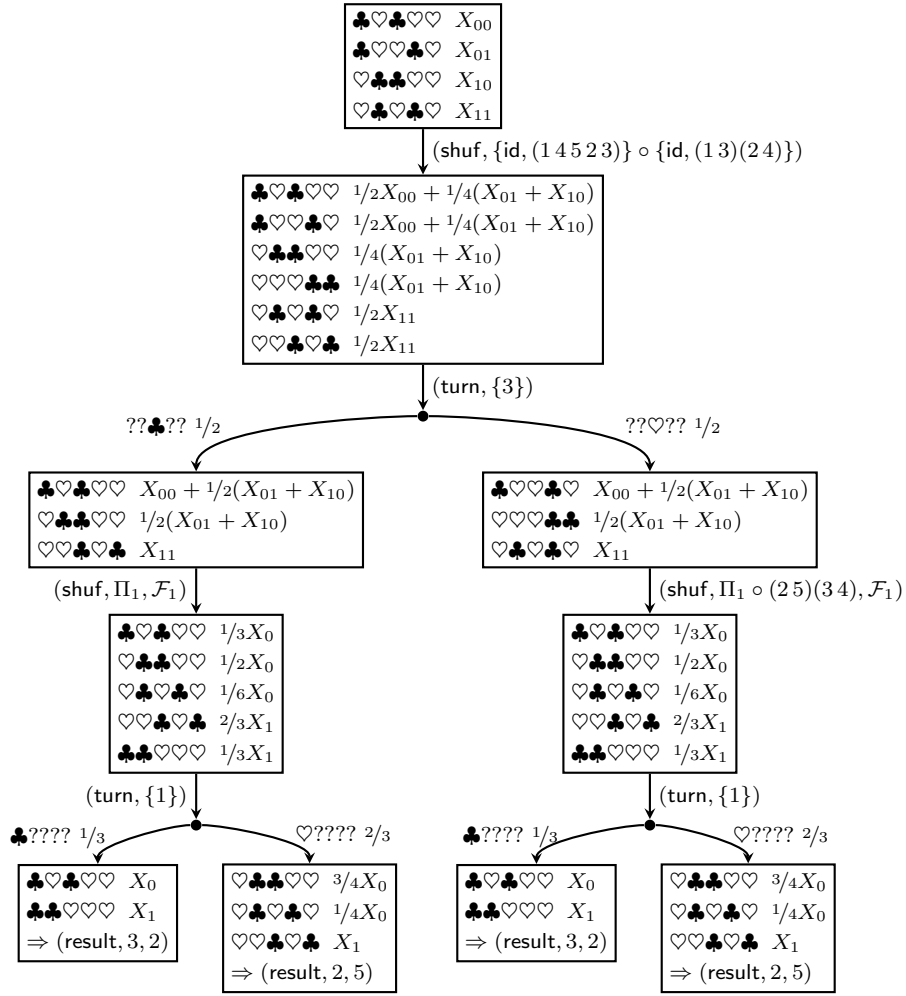 ♣♡♣♡♡ X₀₀
♣♡♡♣♡ X₀₁
♡♣♣♡♡ X₁₀
♡♣♡♣♡ X₁₁
(shuf, {id, (1 4 5 2 3)} ∘ {id, (1 3)(2 4)})
♣♡♣♡♡ 1/2X₀₀ + 1/4(X₀₁ + X₁₀)
♣♡♡♣♡ 1/2X₀₀ + 1/4(X₀₁ + X₁₀)
♡♣♣♡♡ 1/4(X₀₁ + X₁₀)
♡♡♡♣♣ 1/4(X₀₁ + X₁₀)
♡♣♡♣♡ 1/2X₁₁
♡♡♣♡♣ 1/2X₁₁
(turn, {3})
??♣?? 1/2 ??♡?? 1/2
♣♡♣♡♡ X₀₀ + 1/2(X₀₁ + X₁₀) ♣♡♡♣♡ X₀₀ + 1/2(X₀₁ + X₁₀)
♡♣♣♡♡ 1/2(X₀₁ + X₁₀) ♡♡♡♣♣ 1/2(X₀₁ + X₁₀)
♡♡♣♡♣ X₁₁ ♡♣♡♣♡ X₁₁
(shuf, Π₁, ℱ₁) (shuf, Π₁ ∘ (2 5)(3 4), ℱ₁)
♣♡♣♡♡ 1/3X₀ ♣♡♣♡♡ 1/3X₀
♡♣♣♡♡ 1/2X₀ ♡♣♣♡♡ 1/2X₀
♡♣♡♣♡ 1/6X₀ ♡♣♡♣♡ 1/6X₀
♡♡♣♡♣ 2/3X₁ ♡♡♣♡♣ 2/3X₁
♣♣♡♡♡ 1/3X₁ ♣♣♡♡♡ 1/3X₁
(turn, {1}) (turn, {1})
♣???? 1/3 ♡???? 2/3 ♣???? 1/3 ♡???? 2/3
♣♡♣♡♡ X₀ ♡♣♣♡♡ 3/4X₀ ♣♡♣♡♡ X₀ ♡♣♣♡♡ 3/4X₀
♣♣♡♡♡ X₁ ♡♣♡♣♡ 1/4X₀ ♣♣♡♡♡ X₁ ♡♣♡♣♡ 1/4X₀
⇒ (result, 3, 2) ♡♡♣♡♣ X₁ ⇒ (result, 3, 2) ♡♡♣♡♣ X₁
⇒ (result, 2, 5) ⇒ (result, 2, 5)